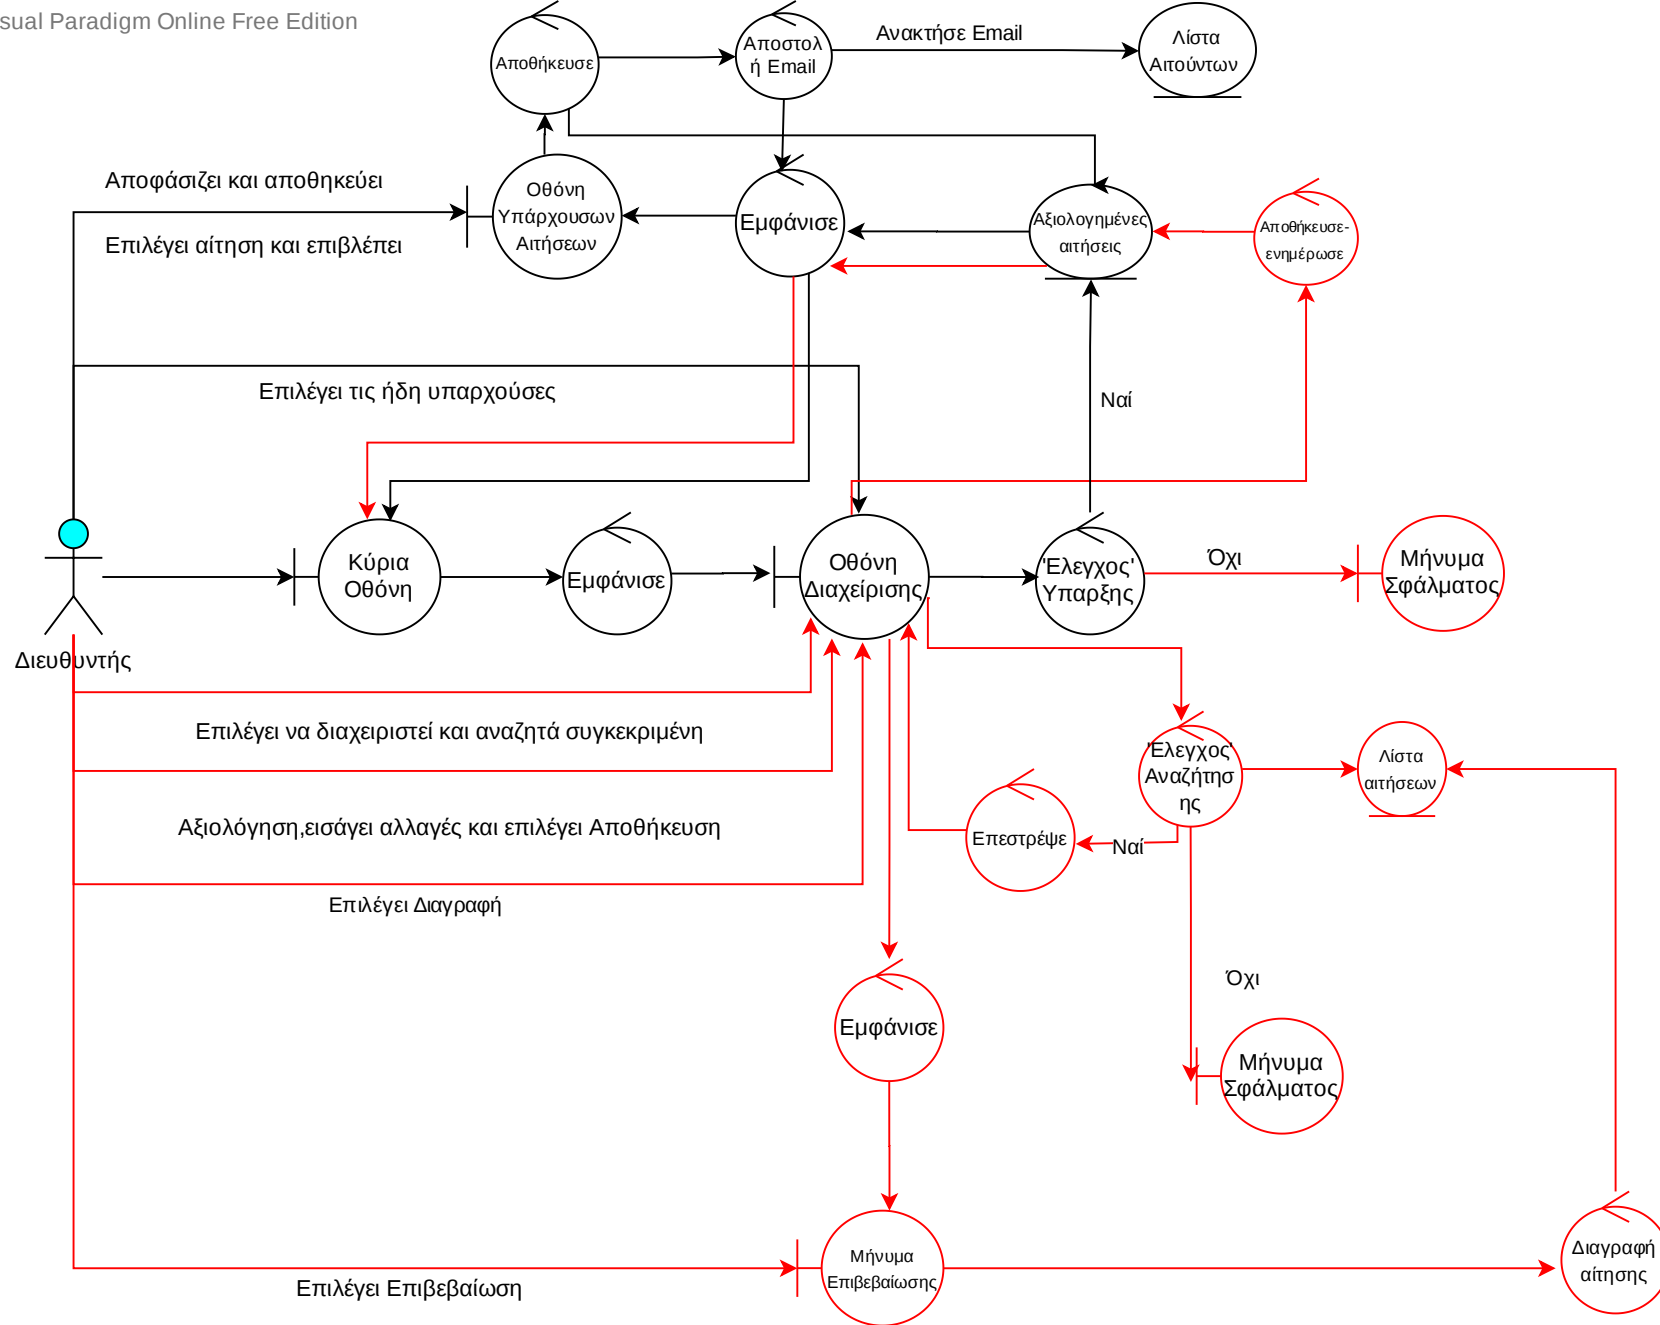 sual Paradigm Online Free Edition
Αποθήκευσε
Αποστολ
ή Email
Ανακτήσε Email
Λίστα
Αιτούντων
Αποφάσιζει και αποθηκεύει
Επιλέγει αίτηση και επιβλέπει
Οθόνη
Υπάρχουσων
Αιτήσεων
Εμφάνισε
Αξιολογημένες
αιτήσεις
Αποθήκευσε-
ενημέρωσε
Επιλέγει τις ήδη υπαρχούσες
Ναί
Διευθυντής
Κύρια
Οθόνη
Εμφάνισε
Οθόνη
Διαχείρισης
'Ελεγχος'
Υπαρξης
Όχι
Μήνυμα
Σφάλματος
Επιλέγει να διαχειριστεί και αναζητά συγκεκριμένη
'Ελεγχος'
Αναζήτησ
ης
Λίστα
αιτήσεων
Αξιολόγηση,εισάγει αλλαγές και επιλέγει Αποθήκευση
Επεστρέψε
Ναί
Επιλέγει Διαγραφή
Όχι
Εμφάνισε
Μήνυμα
Σφάλματος
Μήνυμα
Επιβεβαίωσης
Διαγραφή
αίτησης
Επιλέγει Επιβεβαίωση